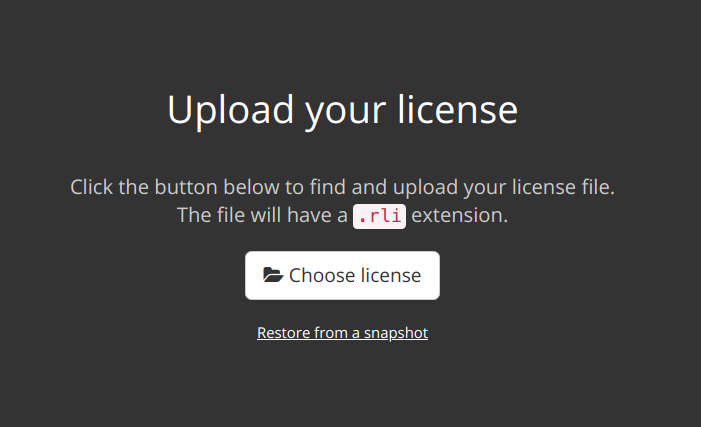 Upload your license
Click the button below to find and upload your license file.
The file will have a .rli extension.
Choose license
Restore from a snapshot